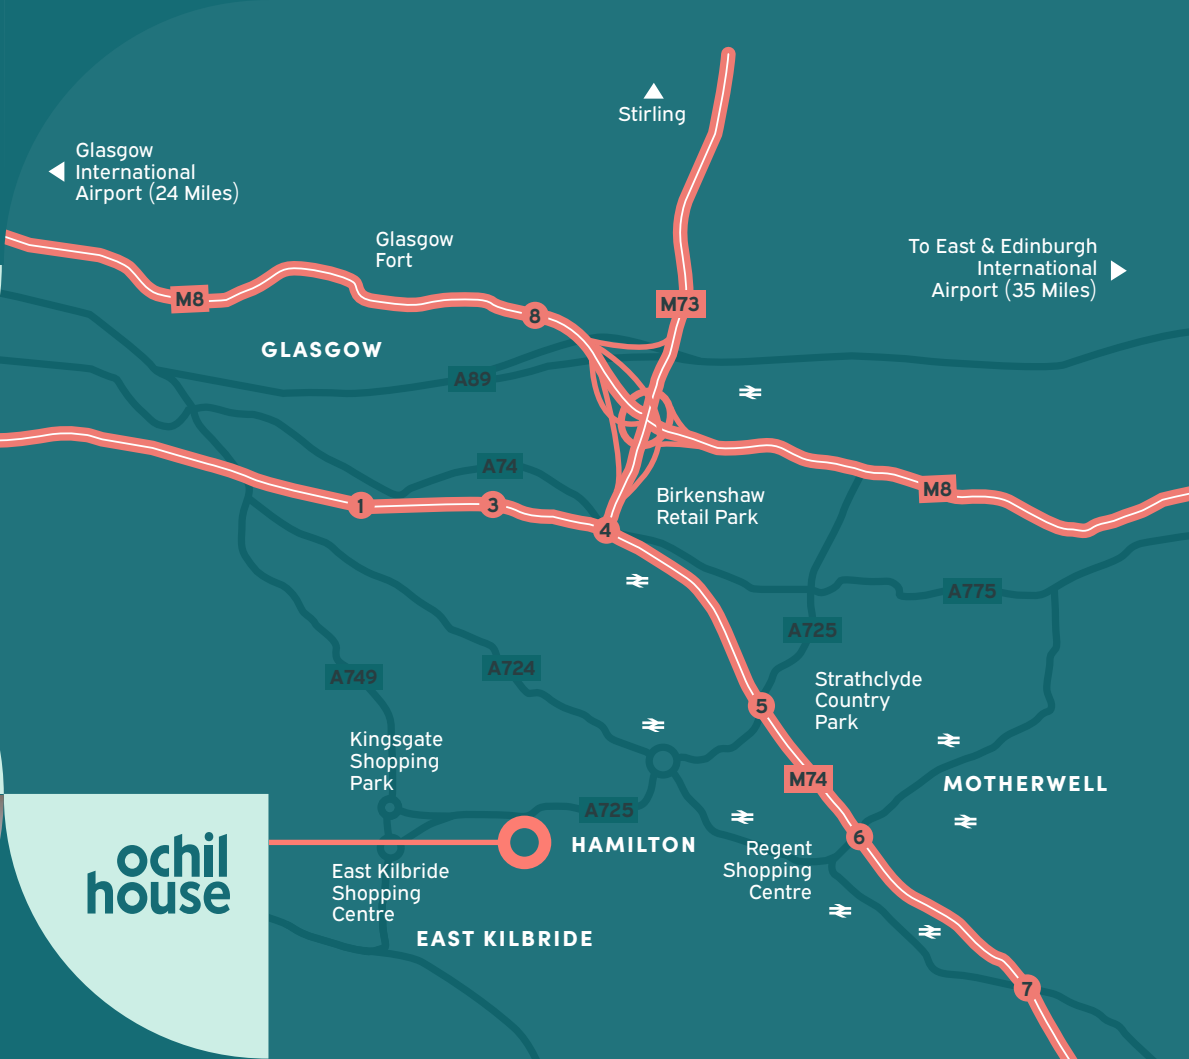 Stirling
Glasgow
International
Airport (24 Miles)
Glasgow
Fort
To East & Edinburgh
International
Airport (35 Miles)
M8
M73
8
GLASGOW
A89
A74
M8
Birkenshaw
Retail Park
1
3
4
A775
A725
A724
A749
Strathclyde
Country
Park
5
Kingsgate
Shopping
Park
M74
MOTHERWELL
A725
6
HAMILTON
Regent
Shopping
Centre
ochil
house
East Kilbride
Shopping
Centre
EAST KILBRIDE
7